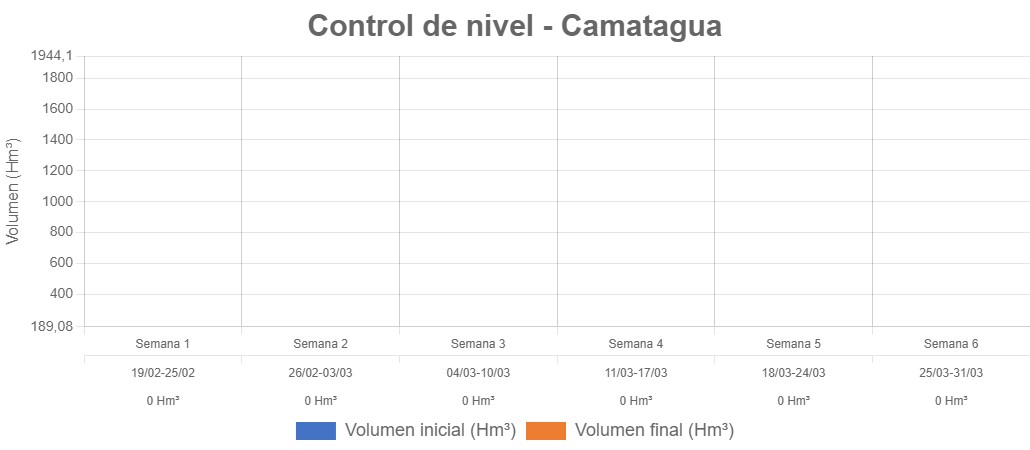 Control de nivel - Camatagua
Volumen (Hm³)
1944,1
1800
1600
1400
1200
1000
800
600
400
189,08
Semana 1 Semana 2 Semana 3 Semana 4 Semana 5 Semana 6
19/02-25/02 26/02-03/03 04/03-10/03 11/03-17/03 18/03-24/03 25/03-31/03
0 Hm³ 0 Hm³ 0 Hm³ 0 Hm³ 0 Hm³ 0 Hm³
Volumen inicial (Hm³) Volumen final (Hm³)